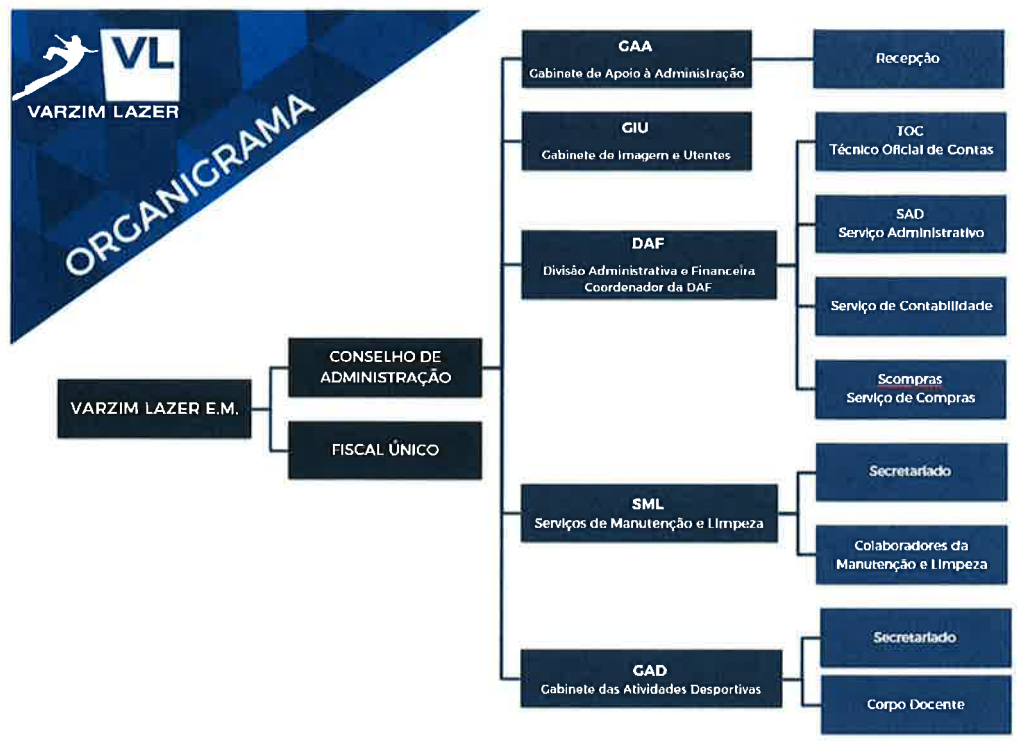 VL
VARZIM LAZER
ORGANIGRAMA
VARZIM LAZER E.M.
CONSELHO DE
ADMINISTRAÇÃO
FISCAL ÚNICO
GAA
Gabinete de Apoio à Administração
Recepção
GIU
Gabinete de Imagem e Utentes
DAF
Divisão Administrativa e Financeira
Coordenador da DAF
TOC
Técnico Oficial de Contas
SAD
Serviço Administrativo
Serviço de Contabilidade
Scompras
Serviço de Compras
SML
Serviços de Manutenção e Limpeza
Secretariado
Colaboradores da
Manutenção e Limpeza
GAD
Gabinete das Atividades Desportivas
Secretariado
Corpo Docente